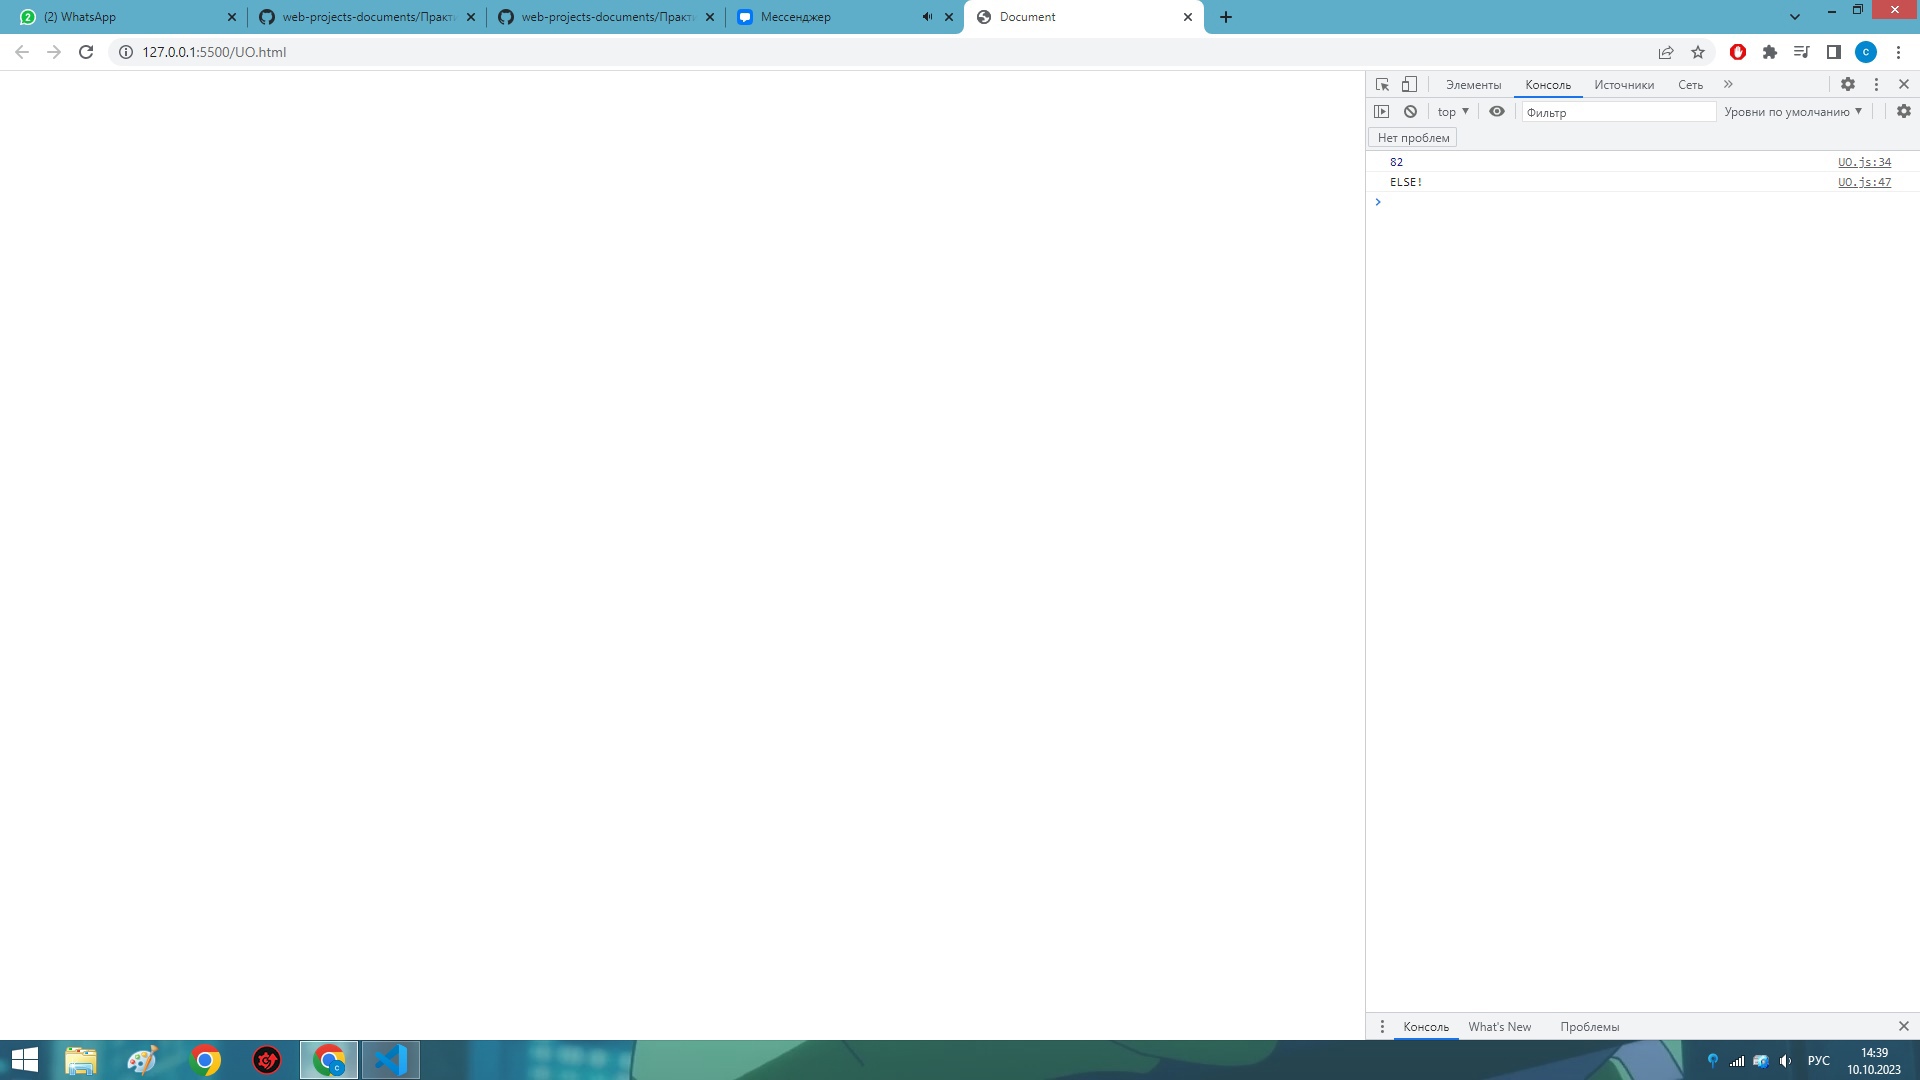 (2) WhatsApp
web-projects-documents/Практи
web-projects-documents/Практи
Мессенджер
Document
127.0.0.1:5500/UO.html
c
Элементы
Консоль
Источники
Сеть
top
Фильтр
Уровни по умолчанию
Нет проблем
82
UO.js:34
ELSE!
UO.js:47
Консоль
What's New
Проблемы
РУС
14:39
10.10.2023